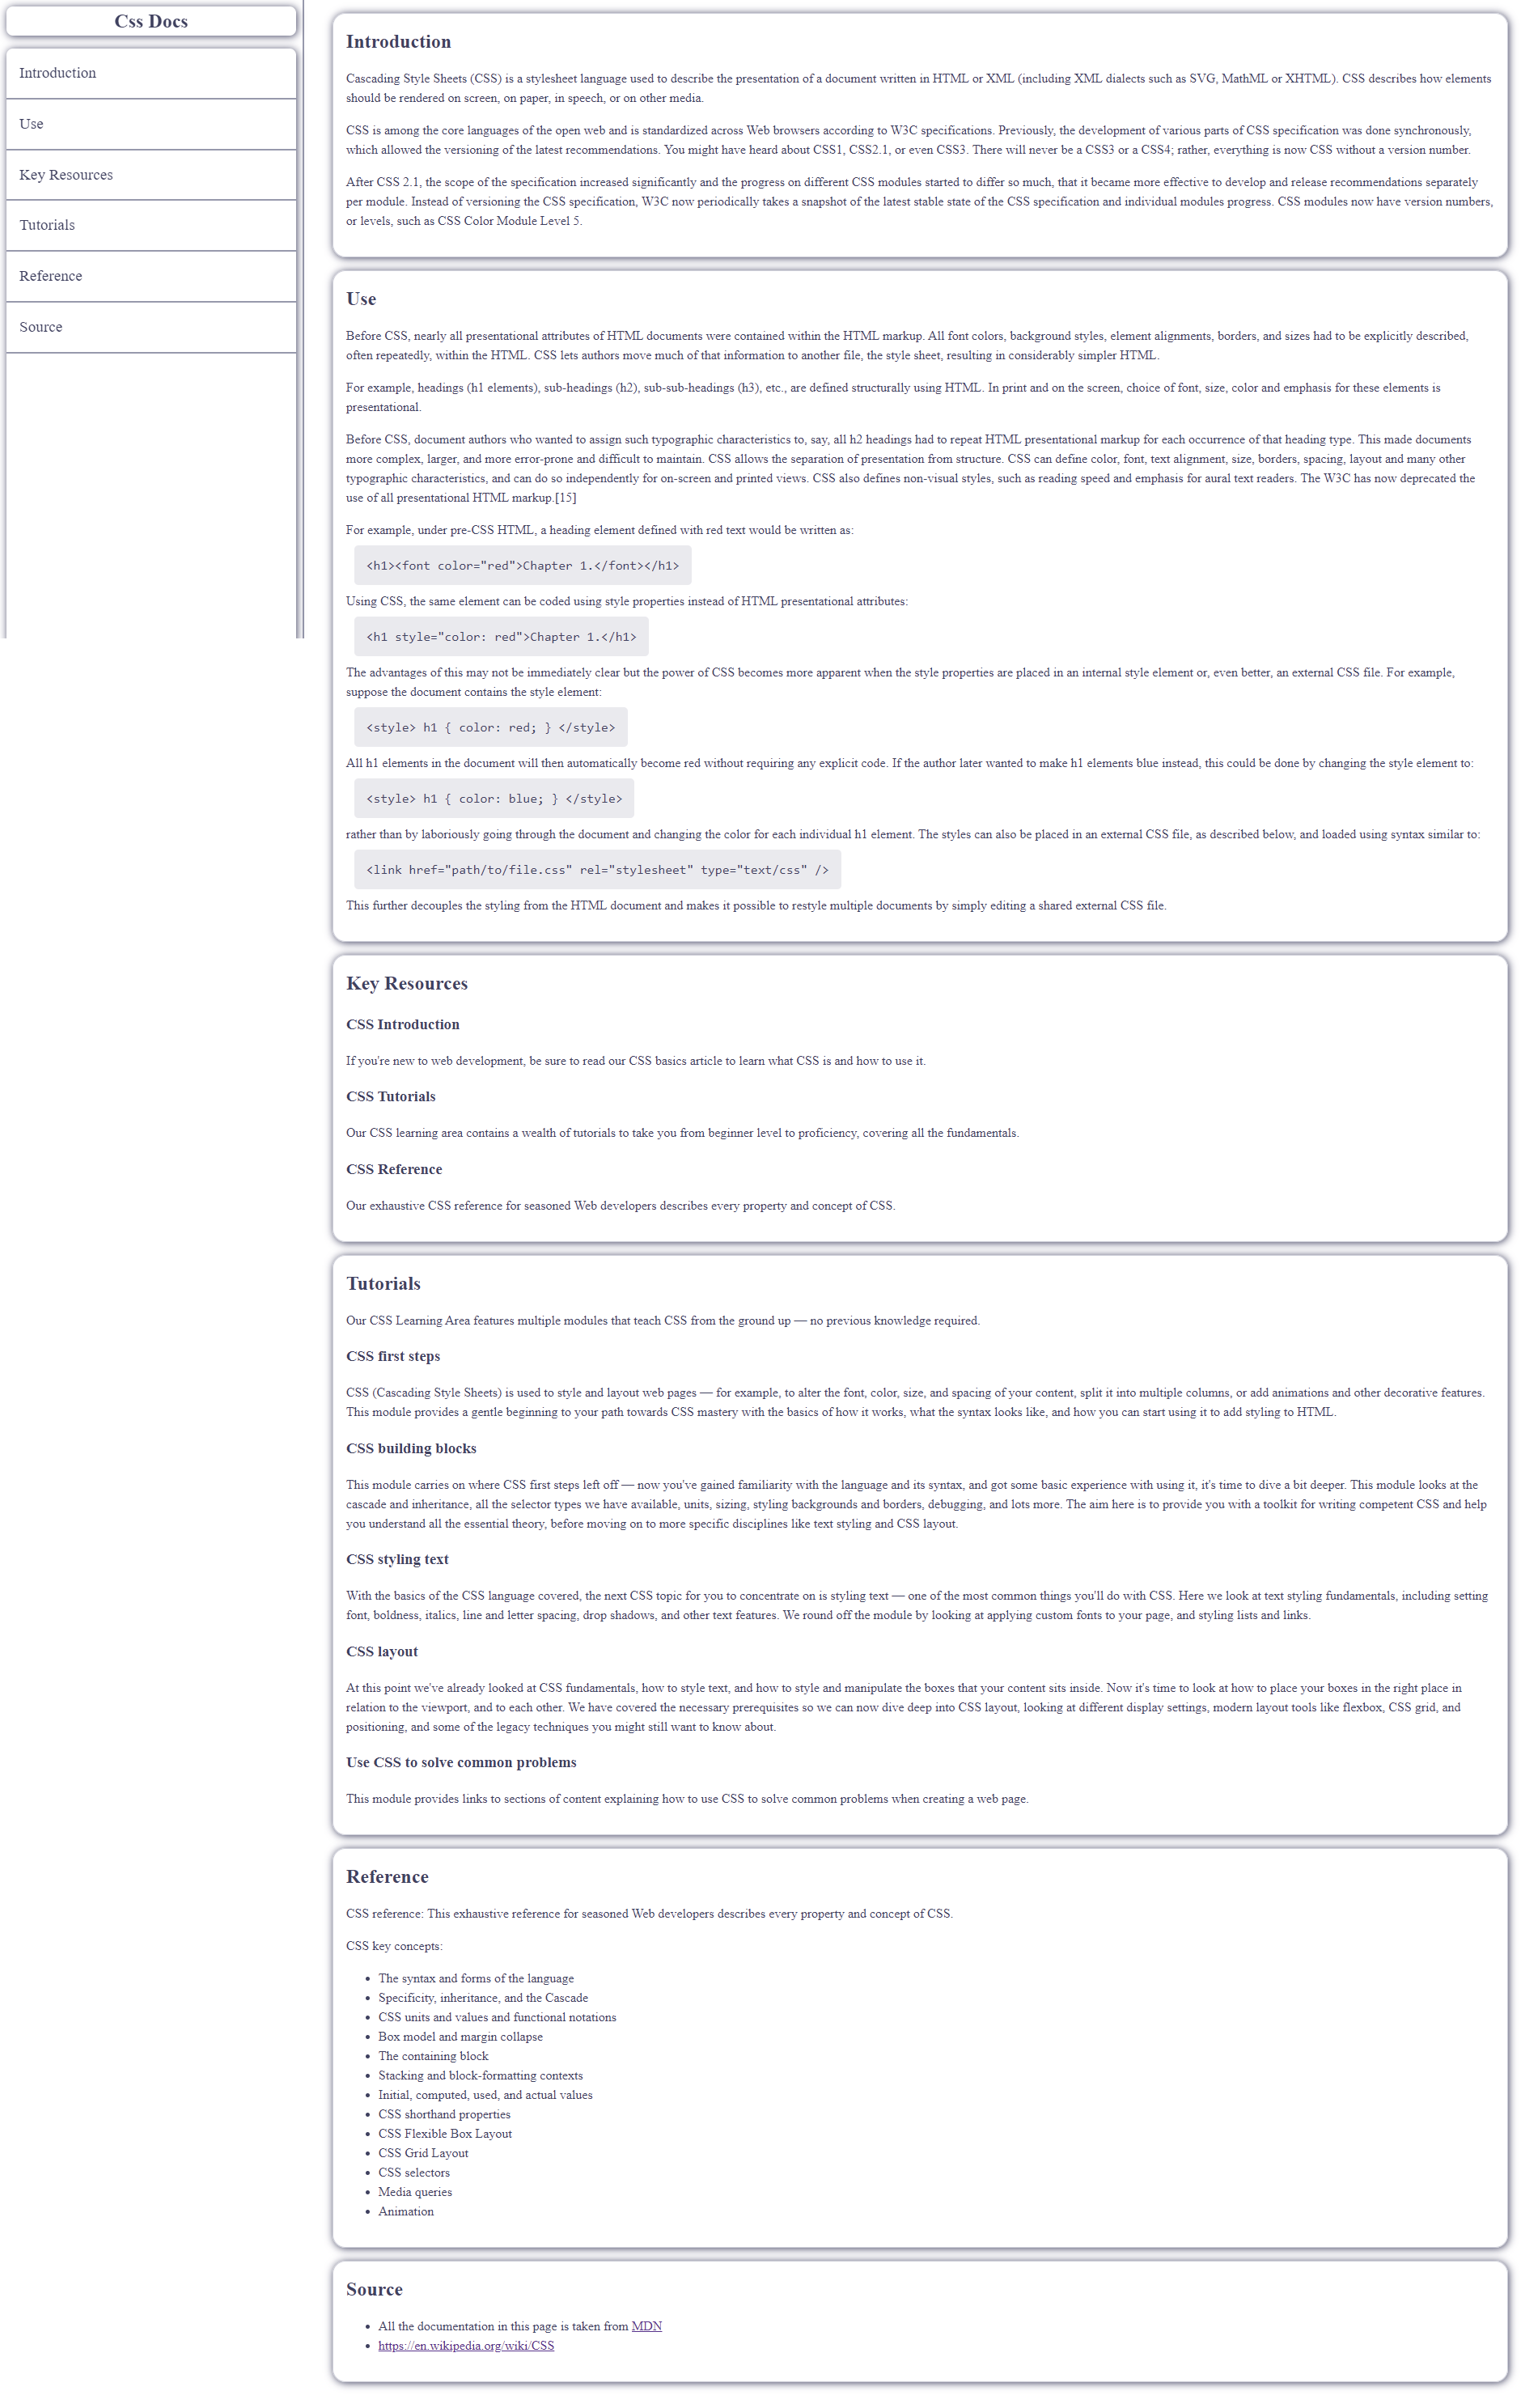 Css Docs
Introduction
Use
Key Resources
Tutorials
Reference
Source
Introduction
Cascading Style Sheets (CSS) is a stylesheet language used to describe the presentation of a document written in HTML or XML (including XML dialects such as SVG, MathML or XHTML). CSS describes how elements
should be rendered on screen, on paper, in speech, or on other media.
CSS is among the core languages of the open web and is standardized across Web browsers according to W3C specifications. Previously, the development of various parts of CSS specification was done synchronously,
which allowed the versioning of the latest recommendations. You might have heard about CSS1, CSS2.1, or even CSS3. There will never be a CSS3 or a CSS4; rather, everything is now CSS without a version number.
After CSS 2.1, the scope of the specification increased significantly and the progress on different CSS modules started to differ so much, that it became more effective to develop and release recommendations separately
per module. Instead of versioning the CSS specification, W3C now periodically takes a snapshot of the latest stable state of the CSS specification and individual modules progress. CSS modules now have version numbers,
or levels, such as CSS Color Module Level 5.
Use
Before CSS, nearly all presentational attributes of HTML documents were contained within the HTML markup. All font colors, background styles, element alignments, borders, and sizes had to be explicitly described,
often repeatedly, within the HTML. CSS lets authors move much of that information to another file, the style sheet, resulting in considerably simpler HTML.
For example, headings (h1 elements), sub-headings (h2), sub-sub-headings (h3), etc., are defined structurally using HTML. In print and on the screen, choice of font, size, color and emphasis for these elements is
presentational.
Before CSS, document authors who wanted to assign such typographic characteristics to, say, all h2 headings had to repeat HTML presentational markup for each occurrence of that heading type. This made documents
more complex, larger, and more error-prone and difficult to maintain. CSS allows the separation of presentation from structure. CSS can define color, font, text alignment, size, borders, spacing, layout and many other
typographic characteristics, and can do so independently for on-screen and printed views. CSS also defines non-visual styles, such as reading speed and emphasis for aural text readers. The W3C has now deprecated the
use of all presentational HTML markup.[15]
For example, under pre-CSS HTML, a heading element defined with red text would be written as:
<h1><font color="red">Chapter 1.</font></h1>
Using CSS, the same element can be coded using style properties instead of HTML presentational attributes:
<h1 style="color: red">Chapter 1.</h1>
The advantages of this may not be immediately clear but the power of CSS becomes more apparent when the style properties are placed in an internal style element or, even better, an external CSS file. For example,
suppose the document contains the style element:
<style> h1 { color: red; } </style>
All h1 elements in the document will then automatically become red without requiring any explicit code. If the author later wanted to make h1 elements blue instead, this could be done by changing the style element to:
<style> h1 { color: blue; } </style>
rather than by laboriously going through the document and changing the color for each individual h1 element. The styles can also be placed in an external CSS file, as described below, and loaded using syntax similar to:
<link href="path/to/file.css" rel="stylesheet" type="text/css" />
This further decouples the styling from the HTML document and makes it possible to restyle multiple documents by simply editing a shared external CSS file.
Key Resources
CSS Introduction
If you're new to web development, be sure to read our CSS basics article to learn what CSS is and how to use it.
CSS Tutorials
Our CSS learning area contains a wealth of tutorials to take you from beginner level to proficiency, covering all the fundamentals.
CSS Reference
Our exhaustive CSS reference for seasoned Web developers describes every property and concept of CSS.
Tutorials
Our CSS Learning Area features multiple modules that teach CSS from the ground up — no previous knowledge required.
CSS first steps
CSS (Cascading Style Sheets) is used to style and layout web pages — for example, to alter the font, color, size, and spacing of your content, split it into multiple columns, or add animations and other decorative features.
This module provides a gentle beginning to your path towards CSS mastery with the basics of how it works, what the syntax looks like, and how you can start using it to add styling to HTML.
CSS building blocks
This module carries on where CSS first steps left off — now you've gained familiarity with the language and its syntax, and got some basic experience with using it, it's time to dive a bit deeper. This module looks at the
cascade and inheritance, all the selector types we have available, units, sizing, styling backgrounds and borders, debugging, and lots more. The aim here is to provide you with a toolkit for writing competent CSS and help
you understand all the essential theory, before moving on to more specific disciplines like text styling and CSS layout.
CSS styling text
With the basics of the CSS language covered, the next CSS topic for you to concentrate on is styling text — one of the most common things you'll do with CSS. Here we look at text styling fundamentals, including setting
font, boldness, italics, line and letter spacing, drop shadows, and other text features. We round off the module by looking at applying custom fonts to your page, and styling lists and links.
CSS layout
At this point we've already looked at CSS fundamentals, how to style text, and how to style and manipulate the boxes that your content sits inside. Now it's time to look at how to place your boxes in the right place in
relation to the viewport, and to each other. We have covered the necessary prerequisites so we can now dive deep into CSS layout, looking at different display settings, modern layout tools like flexbox, CSS grid, and
positioning, and some of the legacy techniques you might still want to know about.
Use CSS to solve common problems
This module provides links to sections of content explaining how to use CSS to solve common problems when creating a web page.
Reference
CSS reference: This exhaustive reference for seasoned Web developers describes every property and concept of CSS.
CSS key concepts:
• The syntax and forms of the language
• Specificity, inheritance, and the Cascade
• CSS units and values and functional notations
• Box model and margin collapse
• The containing block
• Stacking and block-formatting contexts
• Initial, computed, used, and actual values
• CSS shorthand properties
• CSS Flexible Box Layout
• CSS Grid Layout
• CSS selectors
• Media queries
• Animation
Source
• All the documentation in this page is taken from MDN
• https://en.wikipedia.org/wiki/CSS